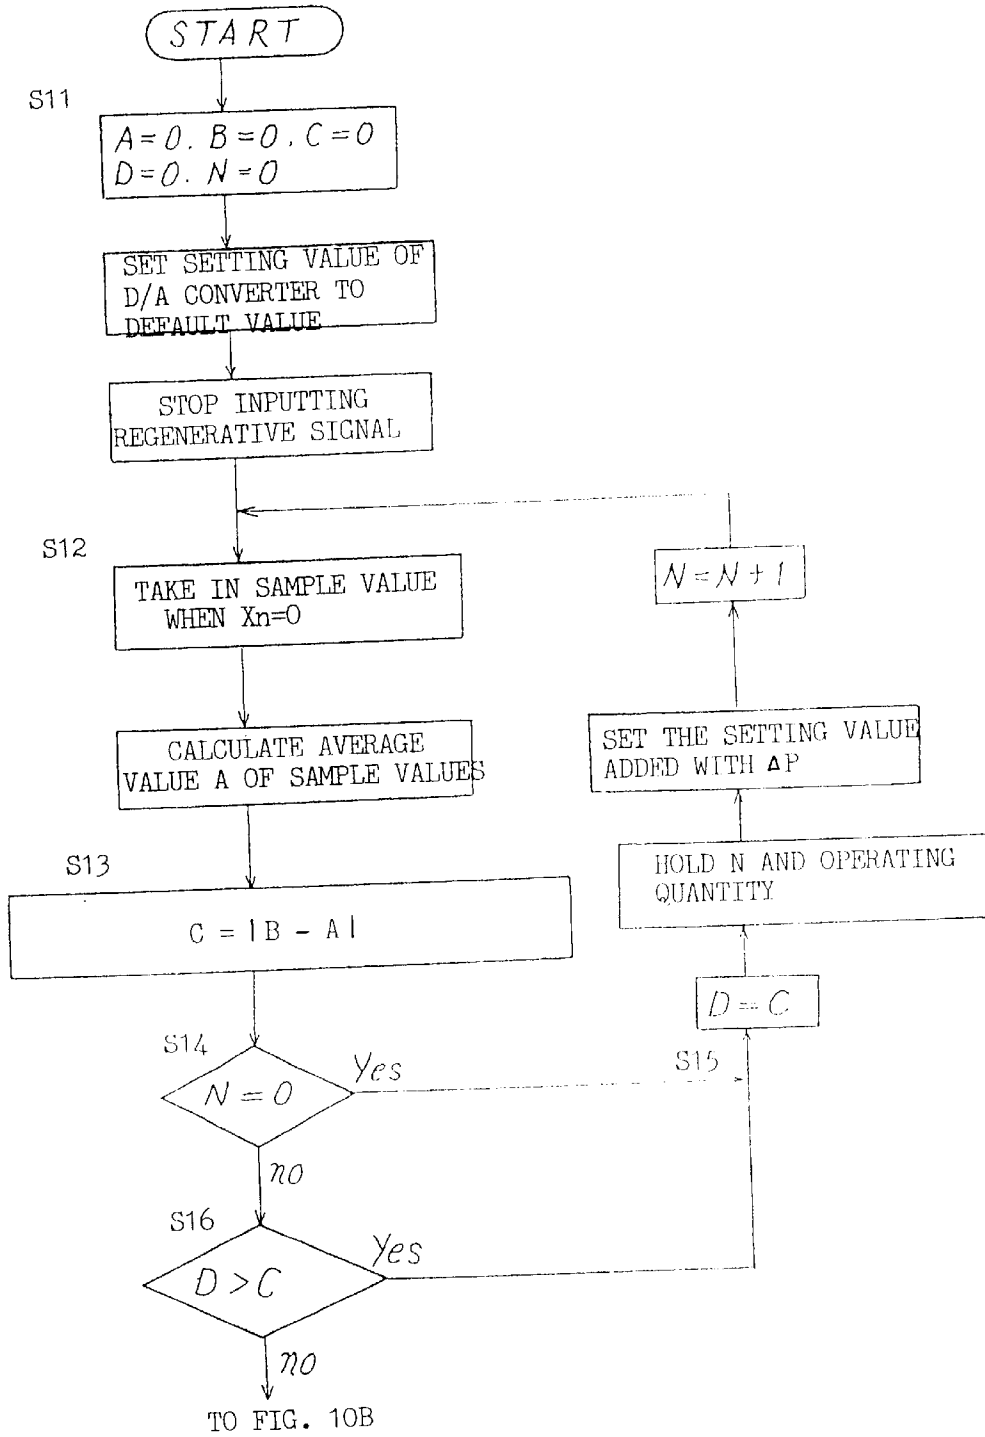 START
S11
A=0. B=0, C=0
D=0. N=0
SET SETTING VALUE OF
D/A CONVERTER TO
DEFAULT VALUE
STOP INPUTTING
REGENERATIVE SIGNAL
S12
TAKE IN SAMPLE VALUE
WHEN Xn=0
CALCULATE AVERAGE
VALUE A OF SAMPLE VALUES
S13
C = |B - A|
S14
N=0
Yes
no
S16
D>C
Yes
no
TO FIG. 10B
S15
D=C
HOLD N AND OPERATING
QUANTITY
SET THE SETTING VALUE
ADDED WITH ΔP
N=N+1